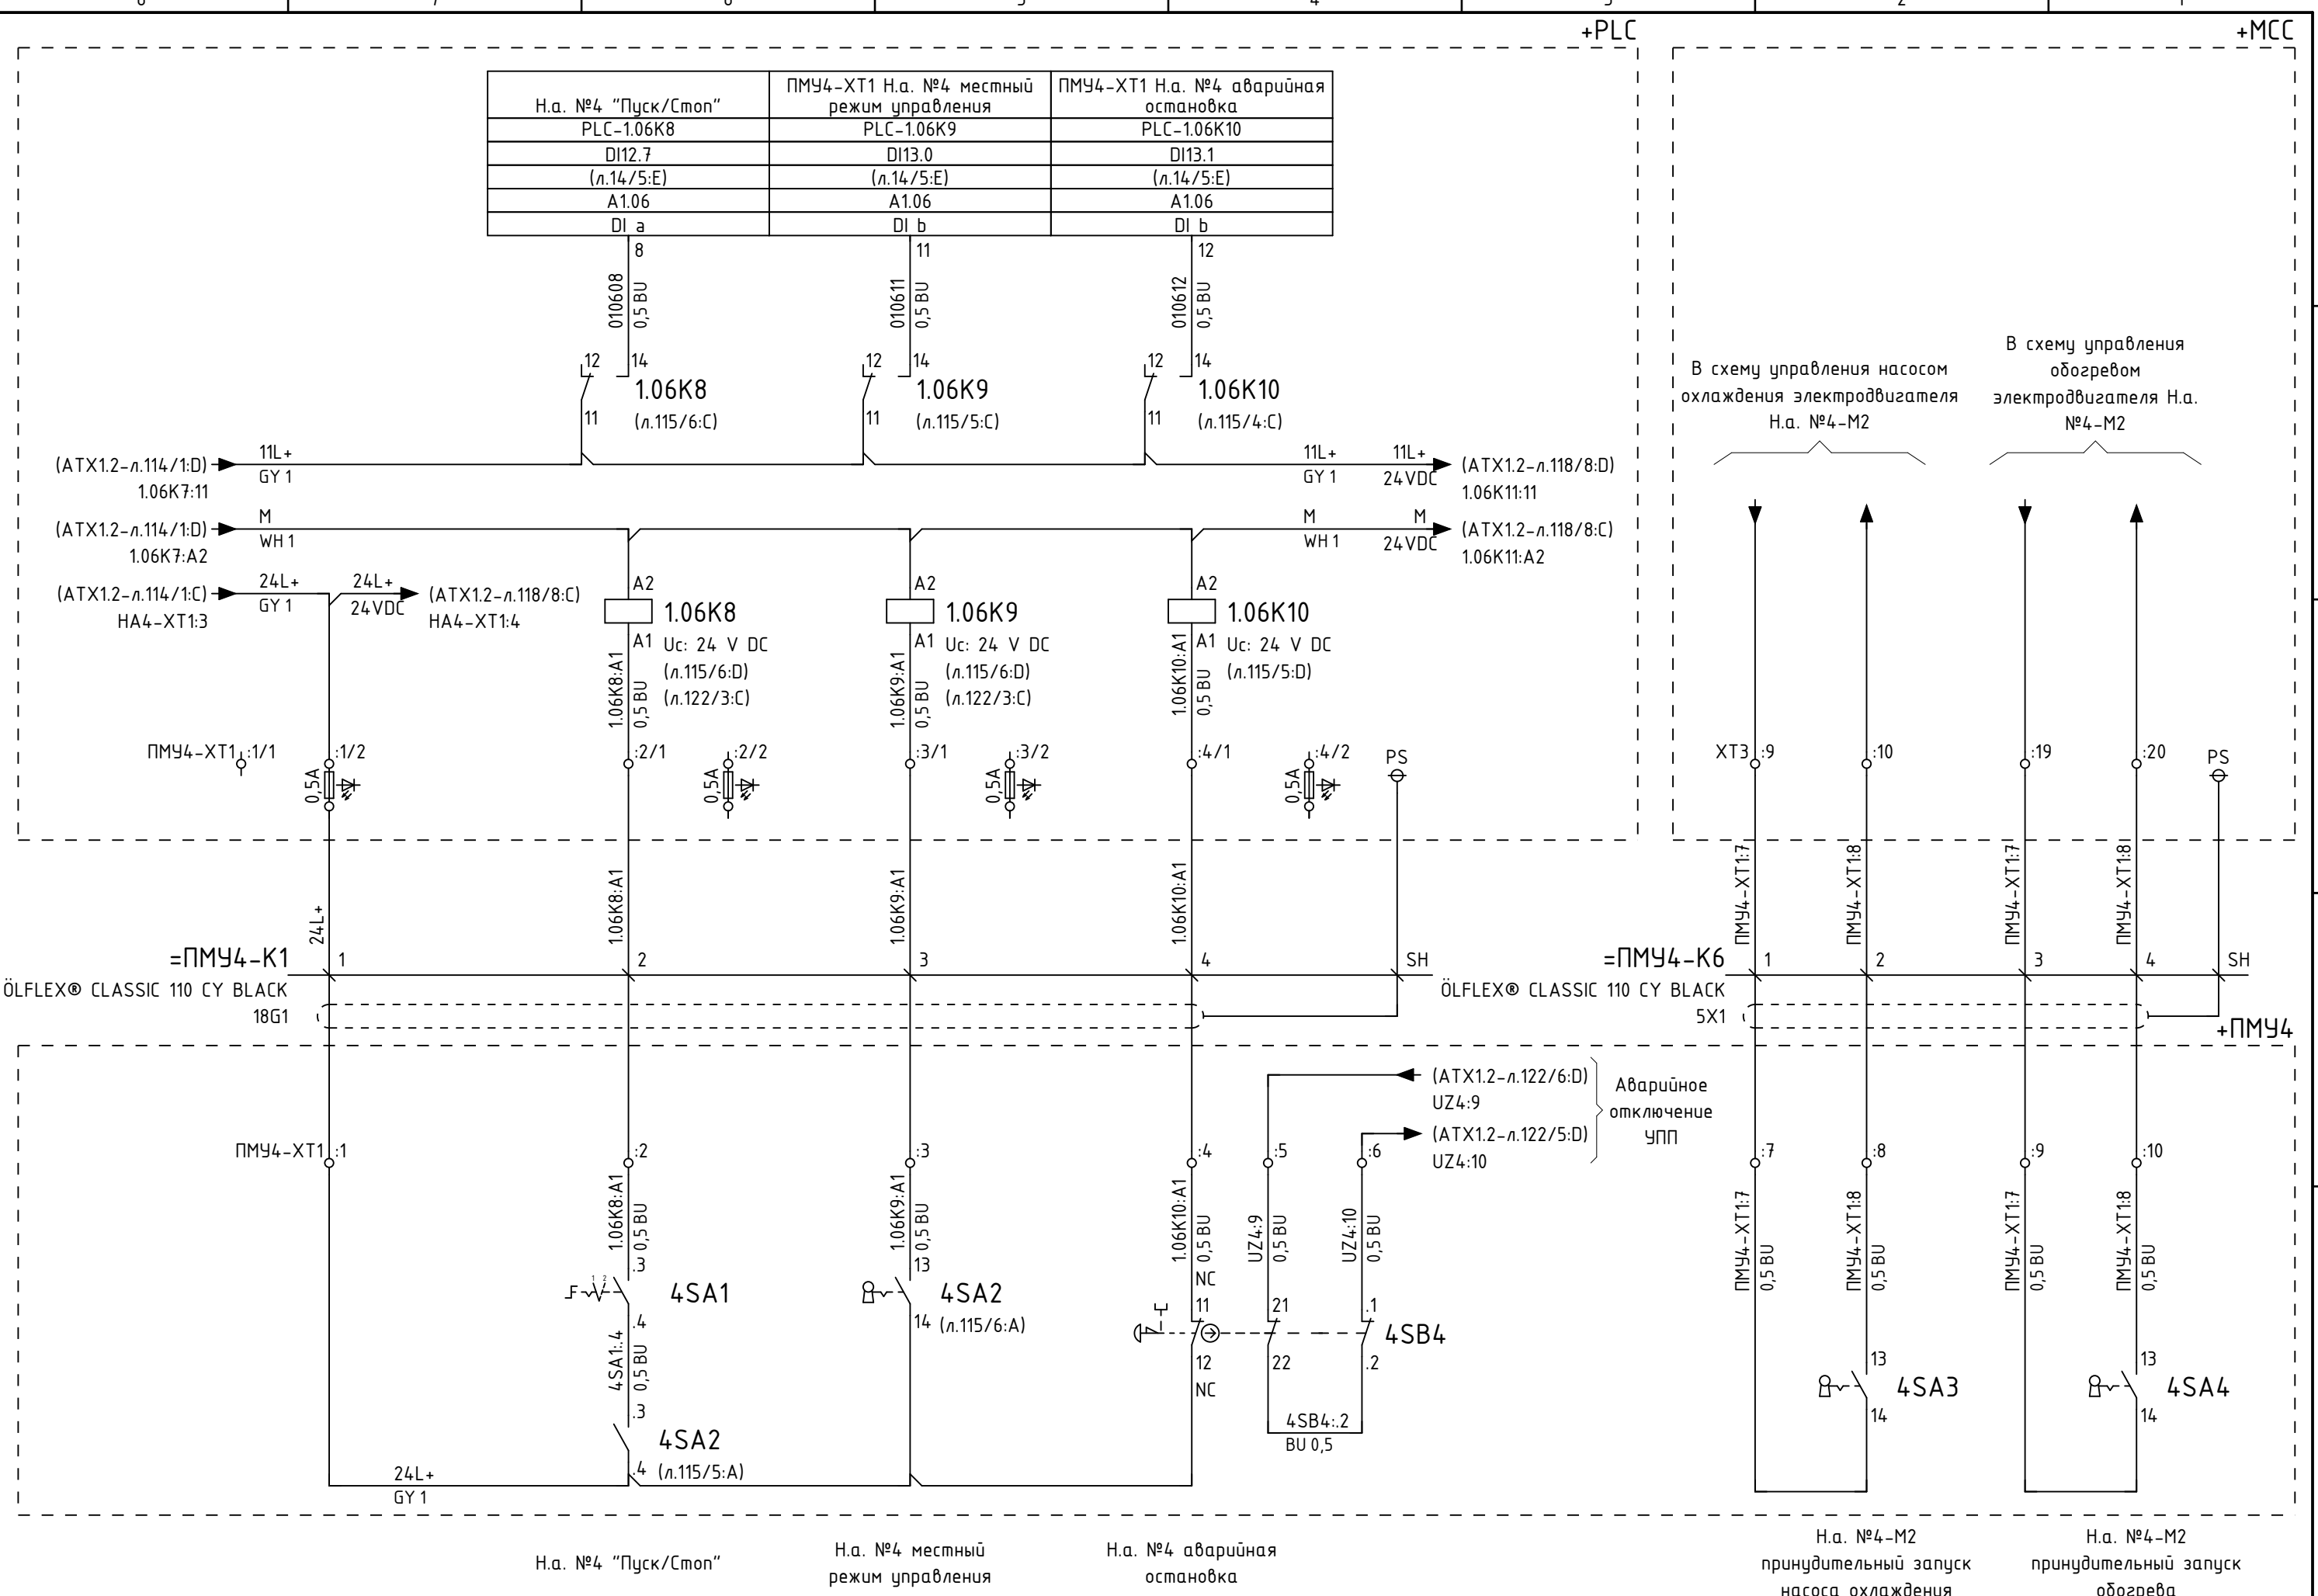 +PLC
+MCC
Н.а. №4 "Пуск/Стоп"
ПМУ4-XT1 Н.а. №4 местный
режим управления
ПМУ4-XT1 Н.а. №4 аварийная
остановка
PLC-1.06K8
PLC-1.06K9
PLC-1.06K10
DI12.7
DI13.0
DI13.1
(л.14/5:E)
(л.14/5:E)
(л.14/5:E)
A1.06
A1.06
A1.06
DI a
DI b
DI b
8
11
12
010608
0,5 BU
010611
0,5 BU
010612
0,5 BU
12
14
1.06K8
11
(л.115/6:C)
12
14
1.06K9
11
(л.115/5:C)
12
14
1.06K10
11
(л.115/4:C)
В схему управления насосом
охлаждения электродвигателя
Н.а. №4-M2
В схему управления
обогревом
электродвигателя Н.а.
№4-M2
(ATX1.2-л.114/1:D)
1.06K7:11
11L+
GY 1
11L+
GY 1
11L+
24VDC
(ATX1.2-л.118/8:D)
1.06K11:11
(ATX1.2-л.114/1:D)
1.06K7:A2
M
WH 1
M
WH 1
M
24VDC
(ATX1.2-л.118/8:C)
1.06K11:A2
(ATX1.2-л.114/1:C)
HA4-XT1:3
24L+
GY 1
24L+
24VDC
(ATX1.2-л.118/8:C)
HA4-XT1:4
A2
1.06K8
A1
Uc: 24 V DC
(л.115/6:D)
(л.122/3:C)
1.06K8:A1
0,5 BU
A2
1.06K9
A1
Uc: 24 V DC
(л.115/6:D)
(л.122/3:C)
1.06K9:A1
0,5 BU
A2
1.06K10
A1
Uc: 24 V DC
(л.115/5:D)
1.06K10:A1
0,5 BU
ПМУ4-XT1
:1/1
:1/2
0,5A
:2/1
:2/2
0,5A
:3/1
:3/2
0,5A
:4/1
:4/2
0,5A
PS
XT3
:9
:10
:19
:20
PS
24L+
1.06K8:A1
1.06K9:A1
1.06K10:A1
ПМУ4-XT1:7
ПМУ4-XT1:8
ПМУ4-XT1:7
ПМУ4-XT1:8
=ПМУ4-K1
1
2
3
4
SH
ÖLFLEX® CLASSIC 110 CY BLACK
18G1
=ПМУ4-K6
1
2
3
4
SH
ÖLFLEX® CLASSIC 110 CY BLACK
5X1
+ПМУ4
(ATX1.2-л.122/6:D)
UZ4:9
(ATX1.2-л.122/5:D)
UZ4:10
Аварийное
отключение
УПП
ПМУ4-XT1
:1
:2
:3
:4
:5
:6
:7
:8
:9
:10
1.06K8:A1
0,5 BU
1.06K9:A1
0,5 BU
1.06K10:A1
0,5 BU
UZ4:9
0,5 BU
UZ4:10
0,5 BU
ПМУ4-XT1:7
0,5 BU
ПМУ4-XT1:8
0,5 BU
ПМУ4-XT1:7
0,5 BU
ПМУ4-XT1:8
0,5 BU
.3
1 2
4SA1
.4
13
4SA2
14
(л.115/6:A)
NC
11
12
NC
21
22
.1
4SB4
.2
4SA1:.4
0,5 BU
.3
4SA2
.4
(л.115/5:A)
4SB4:.2
BU 0,5
13
4SA3
14
13
4SA4
14
24L+
GY 1
Н.а. №4 "Пуск/Стоп"
Н.а. №4 местный
режим управления
Н.а. №4 аварийная
остановка
Н.а. №4-M2
принудительный запуск
насоса охлаждения
Н.а. №4-M2
принудительный запуск
обогрева